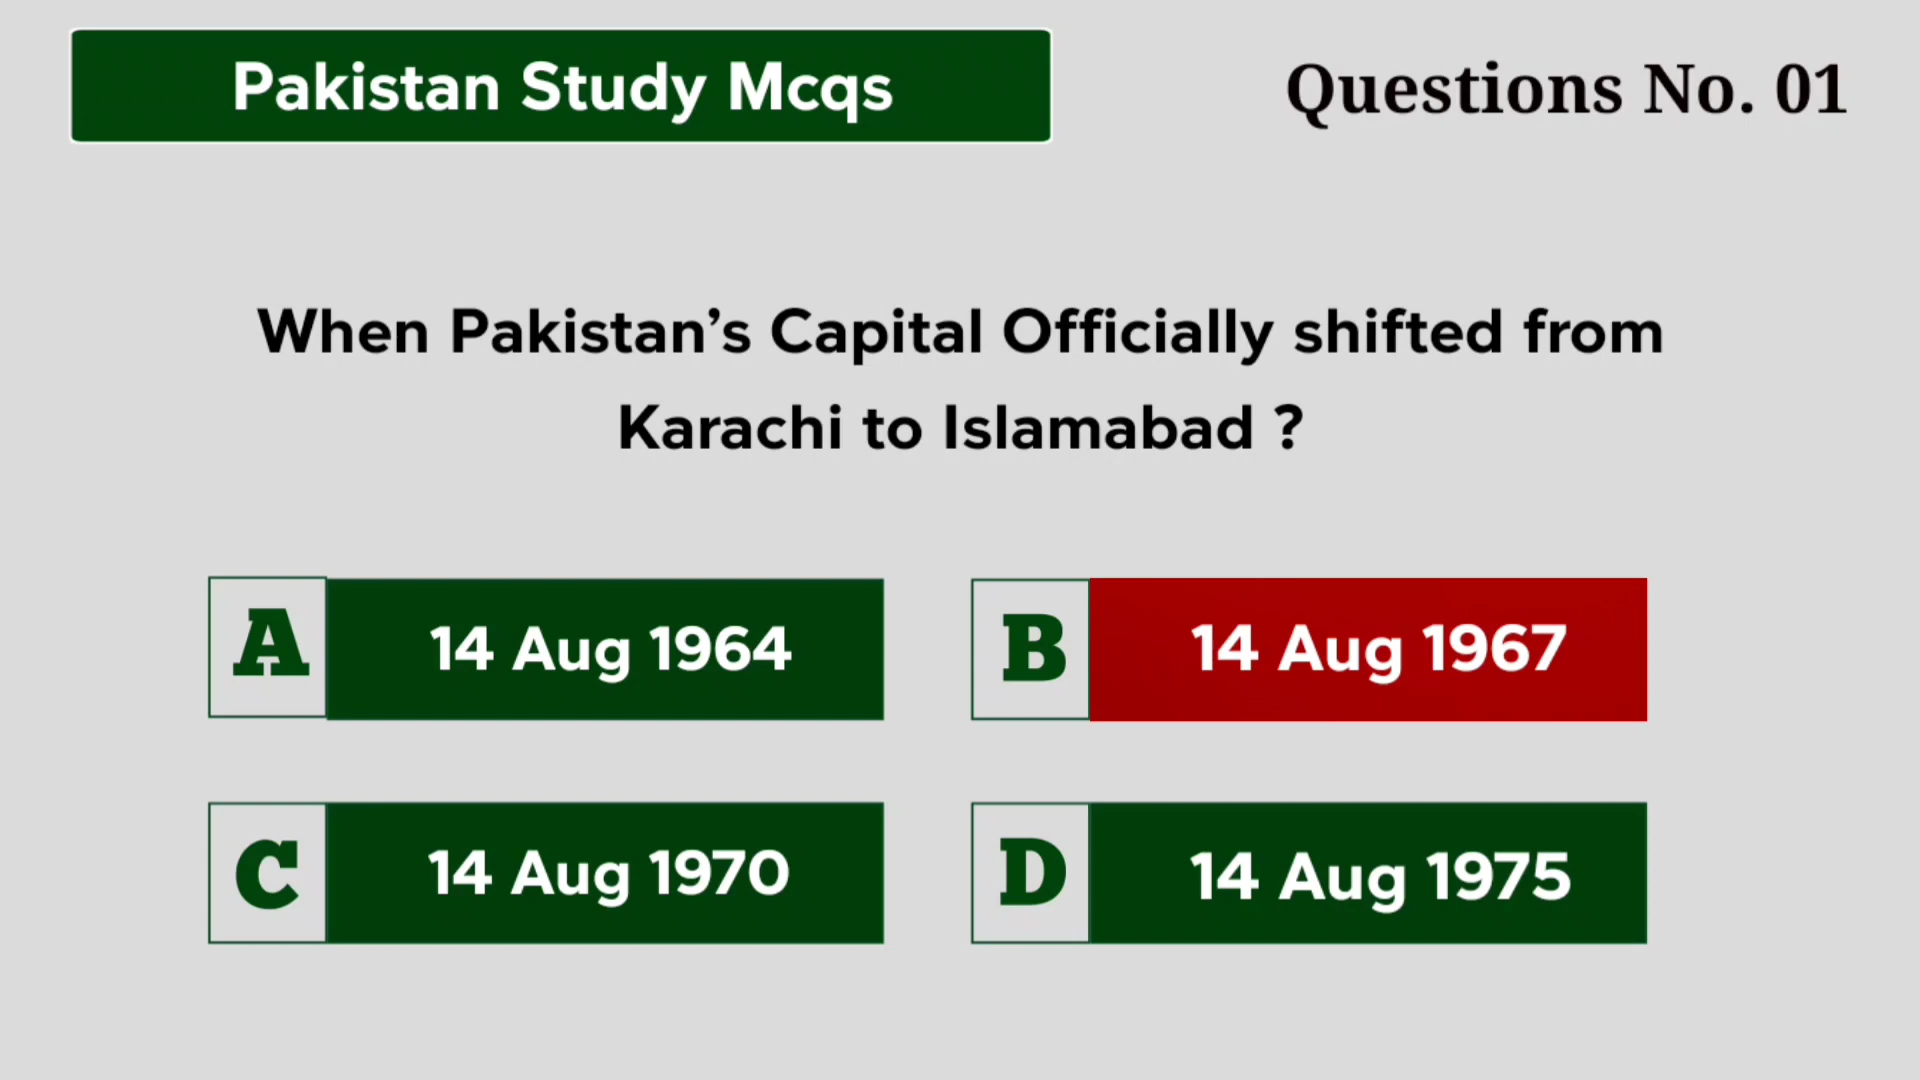 Pakistan Study Mcqs
Questions No. 01
When Pakistan’s Capital Officially shifted from
Karachi to Islamabad ?
A 14 Aug 1964
B 14 Aug 1967
C 14 Aug 1970
D 14 Aug 1975